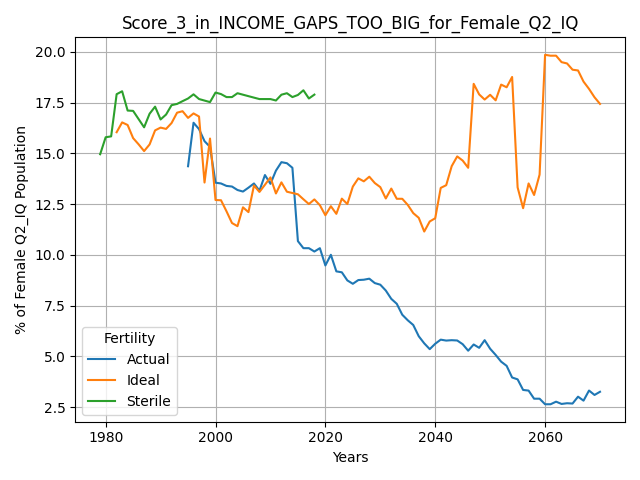 Score_3_in_INCOME_GAPS_TOO_BIG_for_Female_Q2_IQ
% of Female Q2_IQ Population
20.0
17.5
15.0
12.5
10.0
7.5
5.0
2.5
Fertility
Actual
Ideal
Sterile
1980 2000 2020 2040 2060
Years